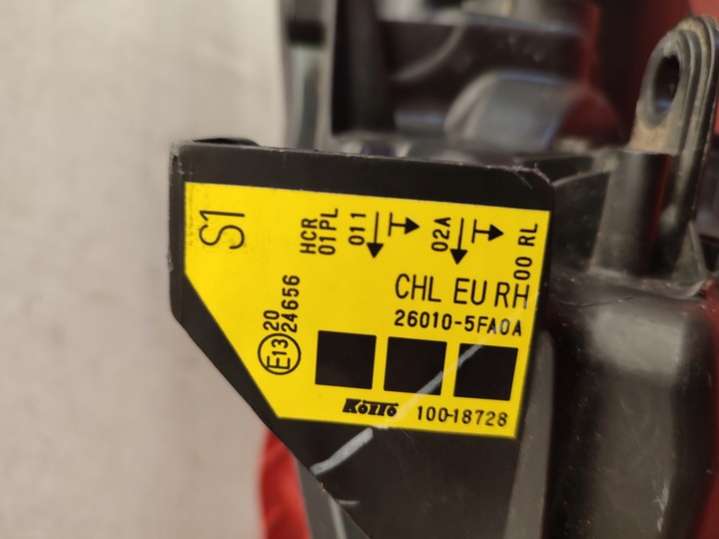 S1
HCR
01PL
011
02A
00 RL
CHL EU RH
26010-5FA0A
E13
20
24656
KOITO
100-18728